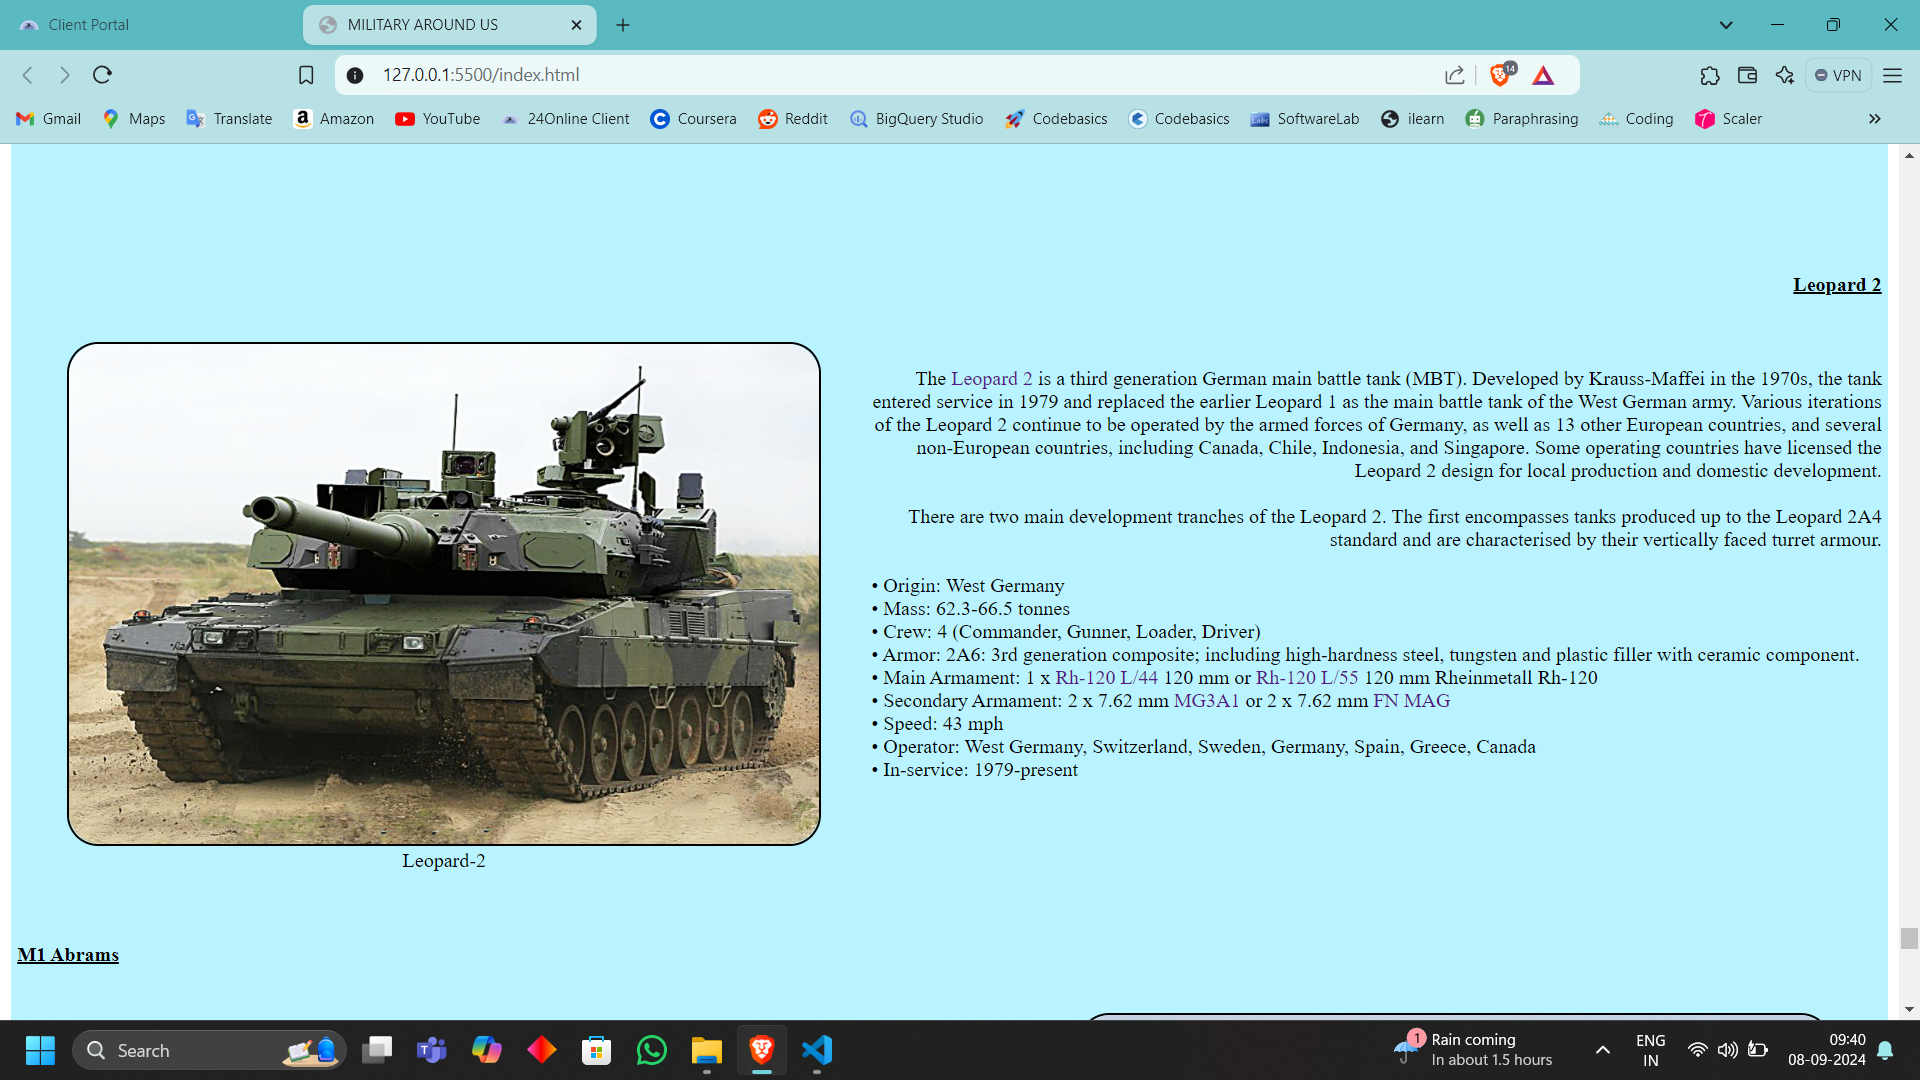 Client Portal
MILITARY AROUND US
127.0.0.1:5500/index.html
14
VPN
Gmail
Maps
Translate
Amazon
YouTube
24Online Client
Coursera
Reddit
BigQuery Studio
Codebasics
Codebasics
SoftwareLab
ilearn
Paraphrasing
Coding
Scaler
Leopard 2
The Leopard 2 is a third generation German main battle tank (MBT). Developed by Krauss-Maffei in the 1970s, the tank
entered service in 1979 and replaced the earlier Leopard 1 as the main battle tank of the West German army. Various iterations
of the Leopard 2 continue to be operated by the armed forces of Germany, as well as 13 other European countries, and several
non-European countries, including Canada, Chile, Indonesia, and Singapore. Some operating countries have licensed the
Leopard 2 design for local production and domestic development.
There are two main development tranches of the Leopard 2. The first encompasses tanks produced up to the Leopard 2A4
standard and are characterised by their vertically faced turret armour.
• Origin: West Germany
• Mass: 62.3-66.5 tonnes
• Crew: 4 (Commander, Gunner, Loader, Driver)
• Armor: 2A6: 3rd generation composite; including high-hardness steel, tungsten and plastic filler with ceramic component.
• Main Armament: 1 x Rh-120 L/44 120 mm or Rh-120 L/55 120 mm Rheinmetall Rh-120
• Secondary Armament: 2 x 7.62 mm MG3A1 or 2 x 7.62 mm FN MAG
• Speed: 43 mph
• Operator: West Germany, Switzerland, Sweden, Germany, Spain, Greece, Canada
• In-service: 1979-present
Leopard-2
M1 Abrams
Search
1
Rain coming
In about 1.5 hours
ENG
IN
09:40
08-09-2024